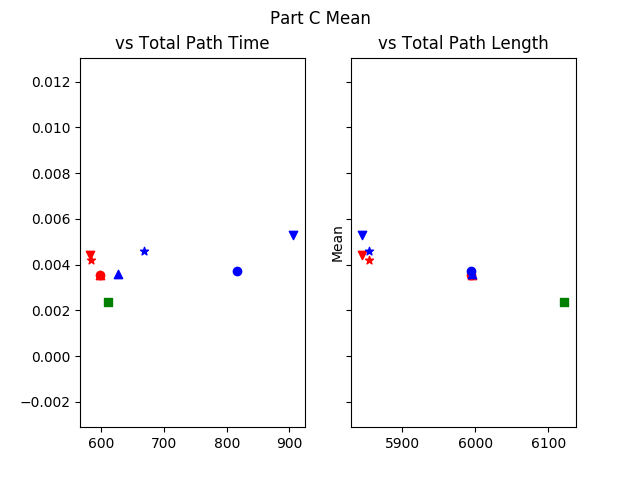 Part C Mean
vs Total Path Time
vs Total Path Length
0.012
0.010
0.008
0.006
0.004
0.002
0.000
−0.002
Mean
600 700 800 900
5900 6000 6100